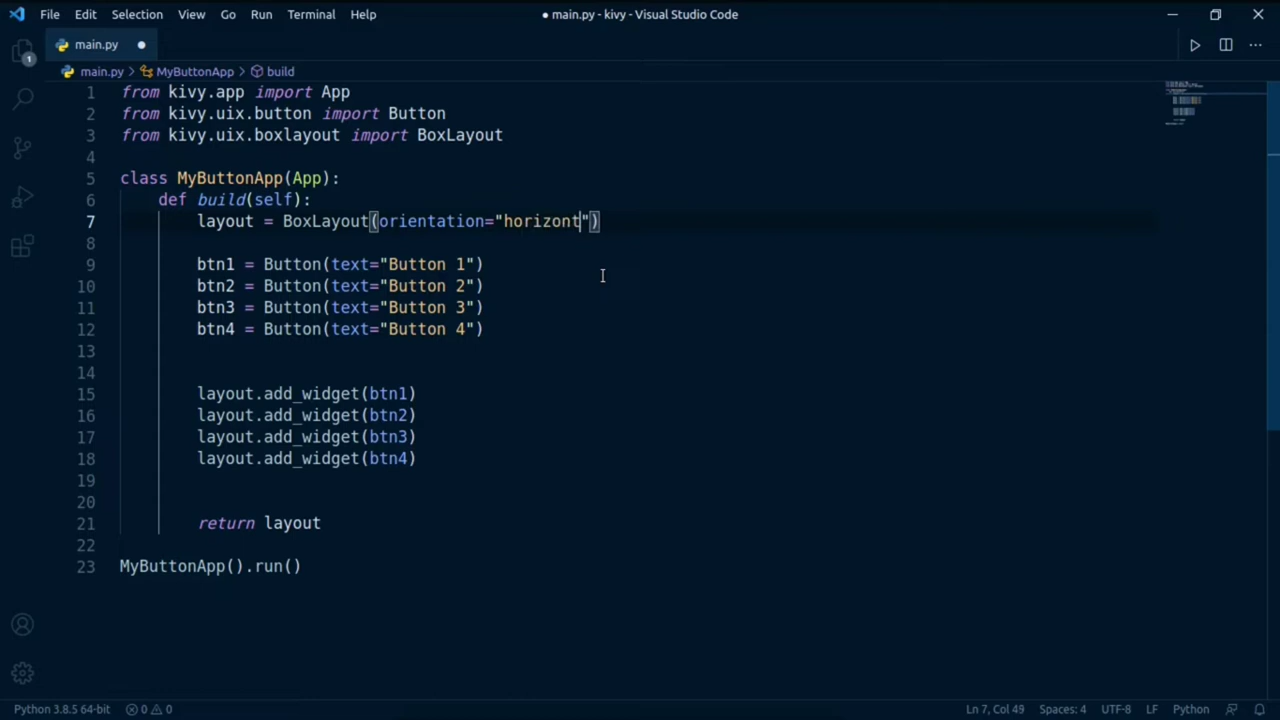 File Edit Selection View Go Run Terminal Help
● main.py - kivy - Visual Studio Code
1
main.py ●
main.py > MyButtonApp > build
1 from kivy.app import App
2 from kivy.uix.button import Button
3 from kivy.uix.boxlayout import BoxLayout
4
5 class MyButtonApp(App):
6 def build(self):
7 layout = BoxLayout(orientation="horizont")
8
9 btn1 = Button(text="Button 1")
10 btn2 = Button(text="Button 2")
11 btn3 = Button(text="Button 3")
12 btn4 = Button(text="Button 4")
13
14
15 layout.add_widget(btn1)
16 layout.add_widget(btn2)
17 layout.add_widget(btn3)
18 layout.add_widget(btn4)
19
20
21 return layout
22
23 MyButtonApp().run()
Python 3.8.5 64-bit 0 0 Ln 7, Col 49 Spaces: 4 UTF-8 LF Python